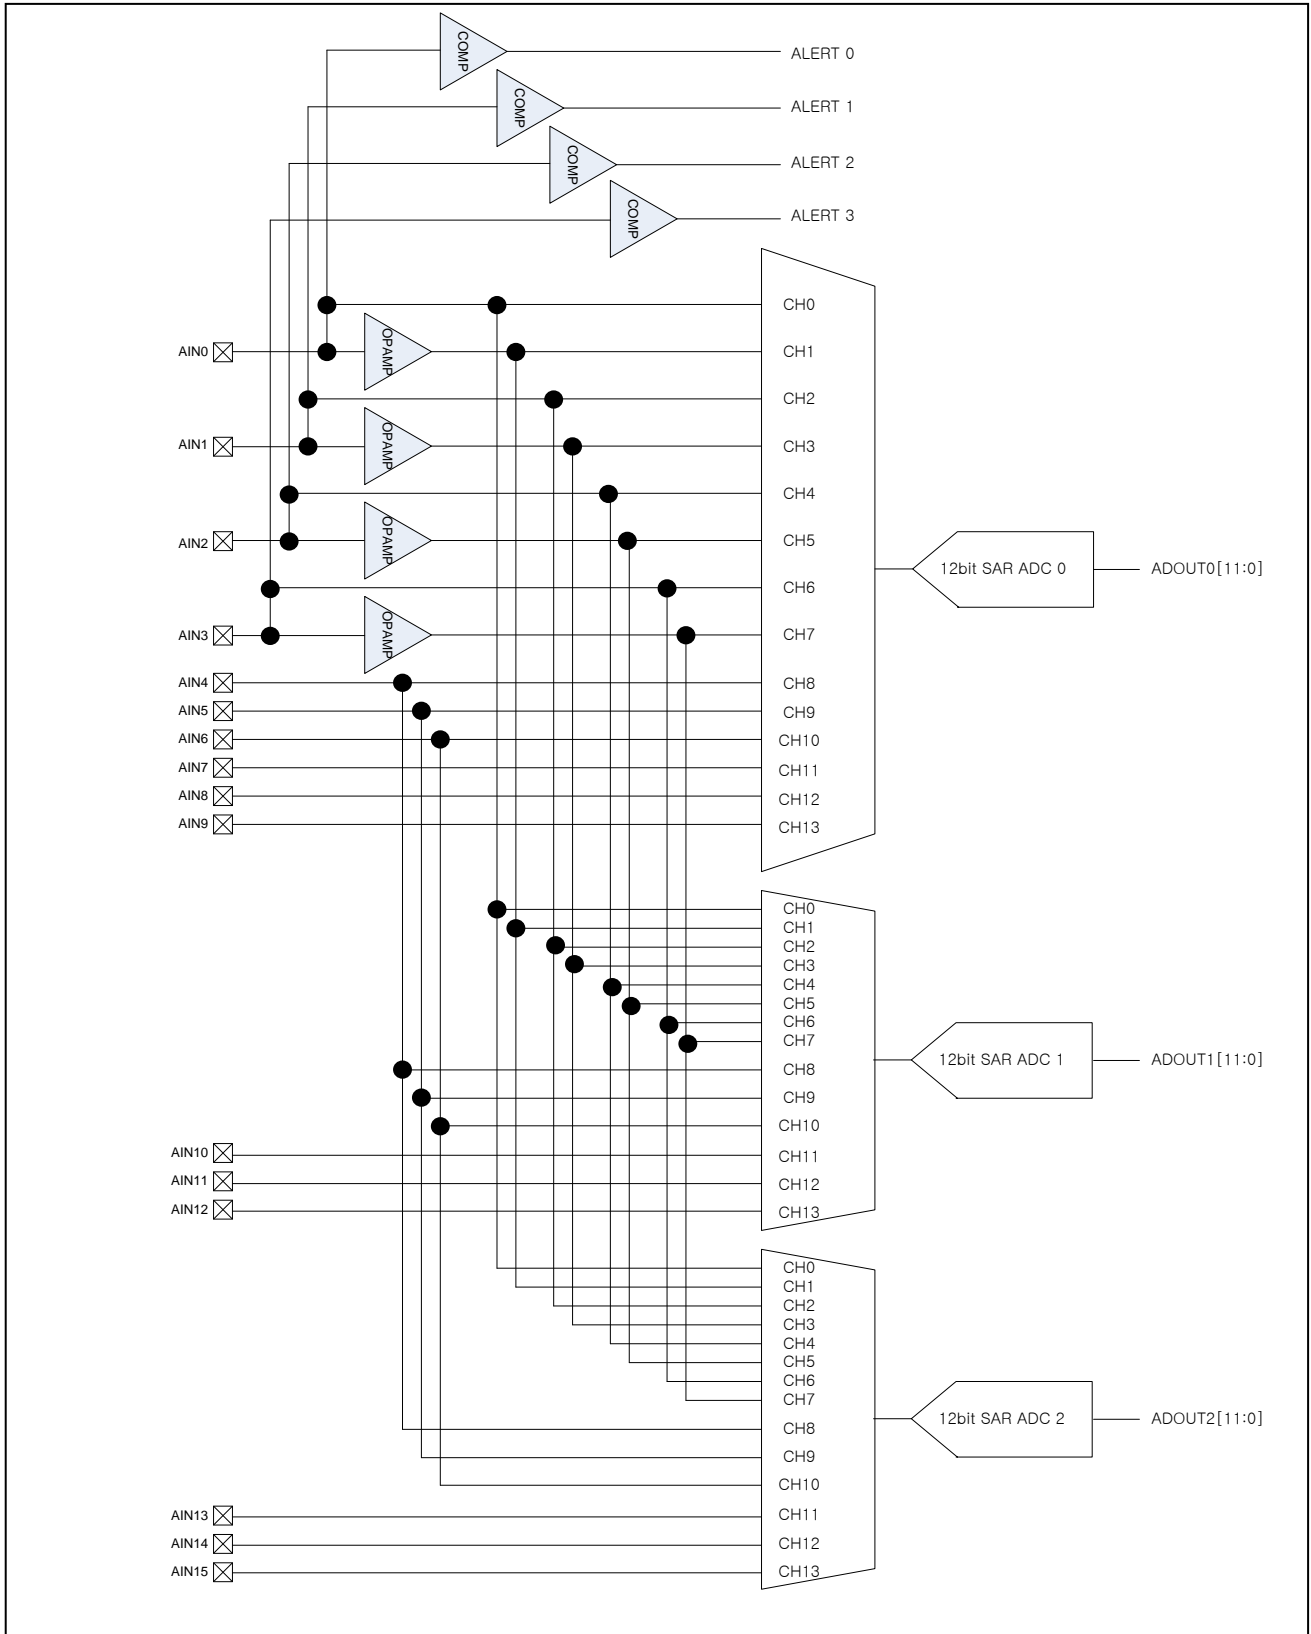 COMP
ALERT 0
COMP
ALERT 1
COMP
ALERT 2
COMP
ALERT 3
CH0
AIN0
OPAMP
CH1
CH2
AIN1
OPAMP
CH3
CH4
AIN2
OPAMP
CH5
12bit SAR ADC 0
ADOUT0[11:0]
CH6
AIN3
OPAMP
CH7
AIN4
CH8
AIN5
CH9
AIN6
CH10
AIN7
CH11
AIN8
CH12
AIN9
CH13
CH0
CH1
CH2
CH3
CH4
CH5
CH6
CH7
12bit SAR ADC 1
ADOUT1[11:0]
CH8
CH9
CH10
AIN10
CH11
AIN11
CH12
AIN12
CH13
CH0
CH1
CH2
CH3
CH4
CH5
CH6
CH7
12bit SAR ADC 2
ADOUT2[11:0]
CH8
CH9
CH10
AIN13
CH11
AIN14
CH12
AIN15
CH13